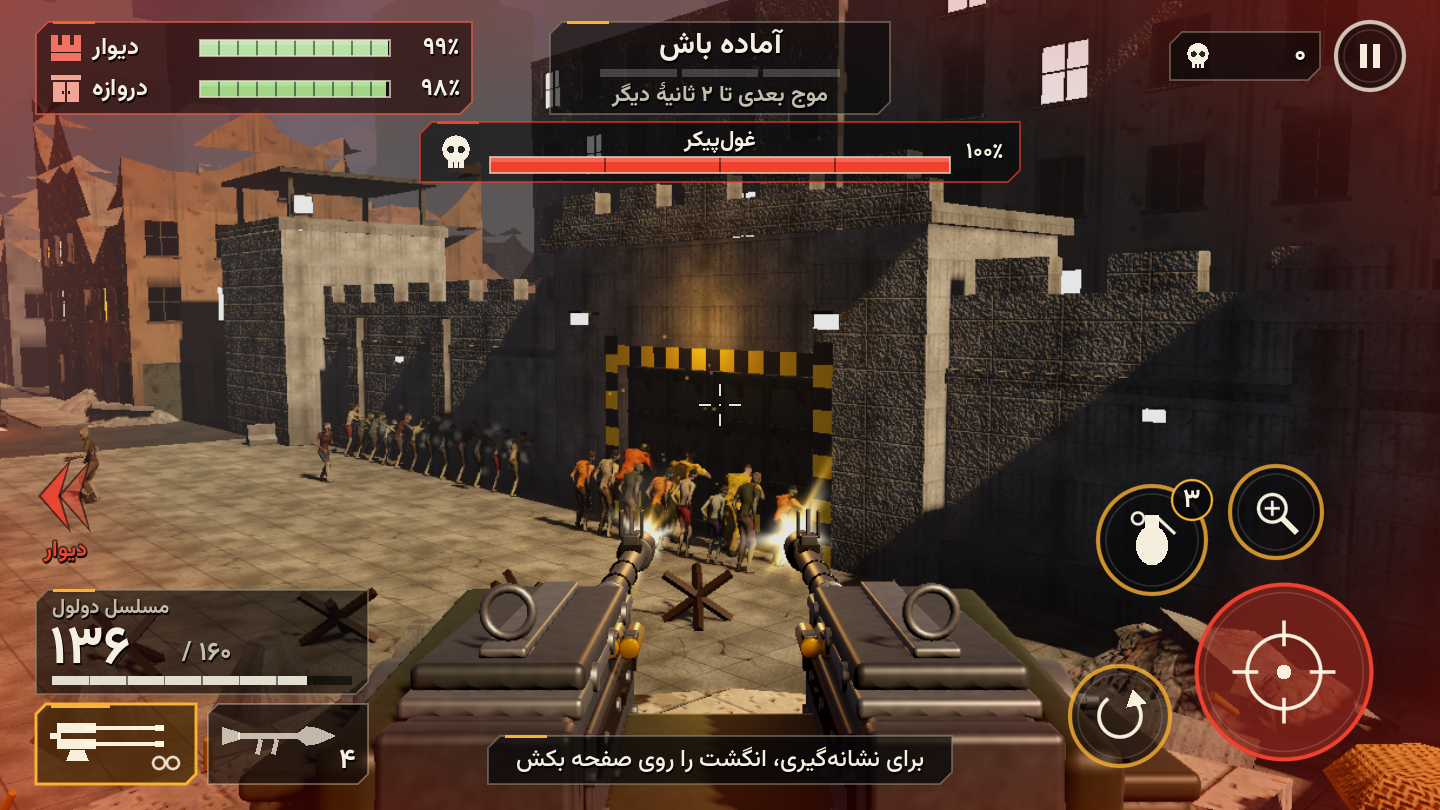 دیوار ۹۹٪
دروازه ۹۸٪
آماده باش
موج بعدی تا ۲ ثانیهٔ دیگر
۰
غول‌پیکر
۱۰۰٪
دیوار
۳
مسلسل دولول
۱۳۶ / ۱۶۰
∞
۴
برای نشانه‌گیری، انگشت را روی صفحه بکش